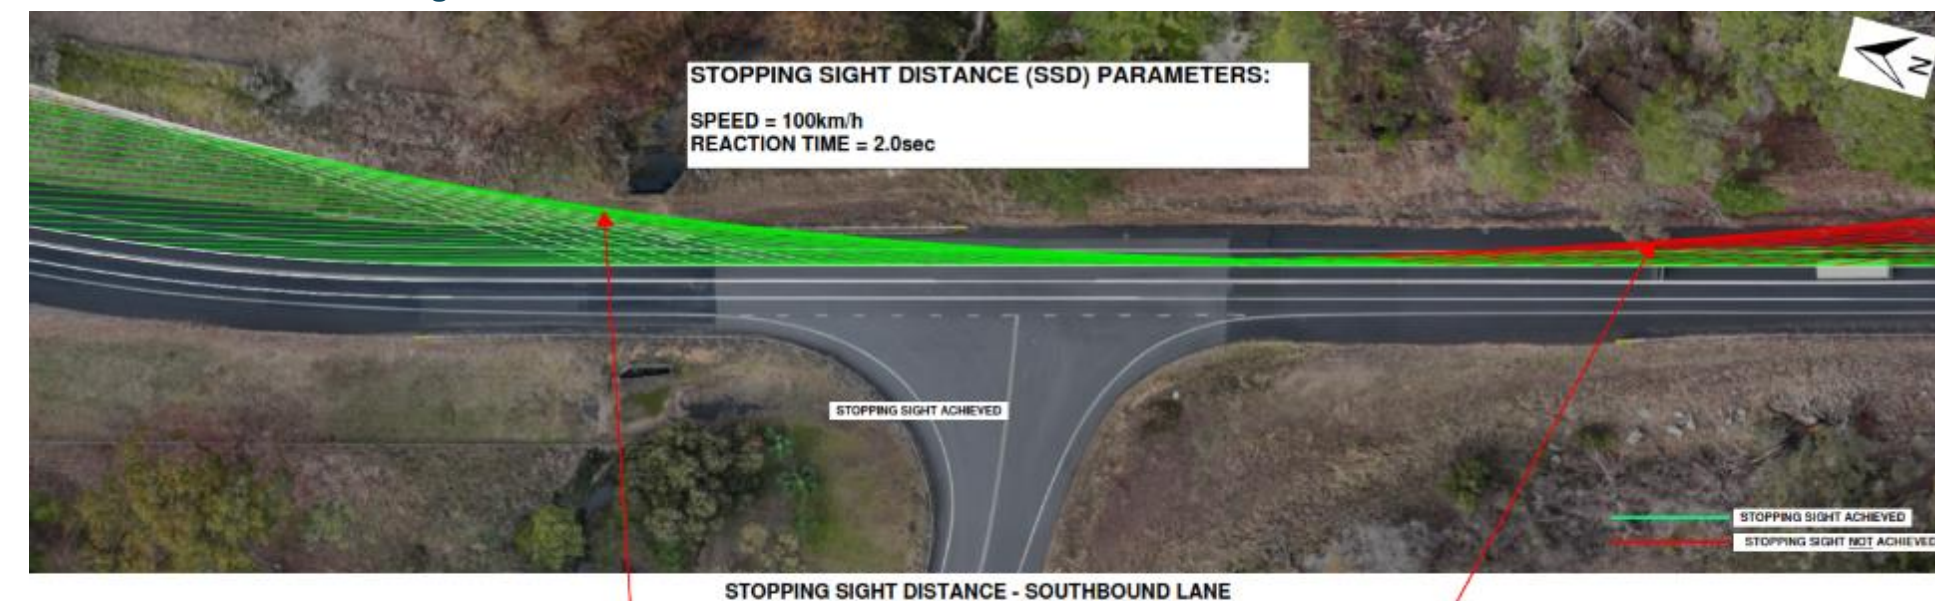 STOPPING SIGHT DISTANCE (SSD) PARAMETERS:
SPEED = 100km/h
REACTION TIME = 2.0sec
N
STOPPING SIGHT ACHIEVED
STOPPING SIGHT ACHIEVED
STOPPING SIGHT NOT ACHIEVED
STOPPING SIGHT DISTANCE - SOUTHBOUND LANE